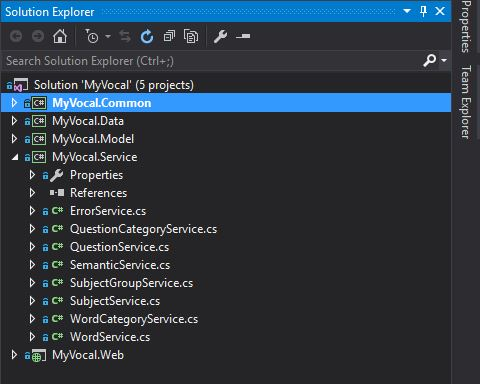 Solution Explorer
Search Solution Explorer (Ctrl+;)
Solution 'MyVocal' (5 projects)
C# MyVocal.Common
C# MyVocal.Data
C# MyVocal.Model
C# MyVocal.Service
Properties
References
C# ErrorService.cs
C# QuestionCategoryService.cs
C# QuestionService.cs
C# SemanticService.cs
C# SubjectGroupService.cs
C# SubjectService.cs
C# WordCategoryService.cs
C# WordService.cs
MyVocal.Web
Properties
Team Explorer